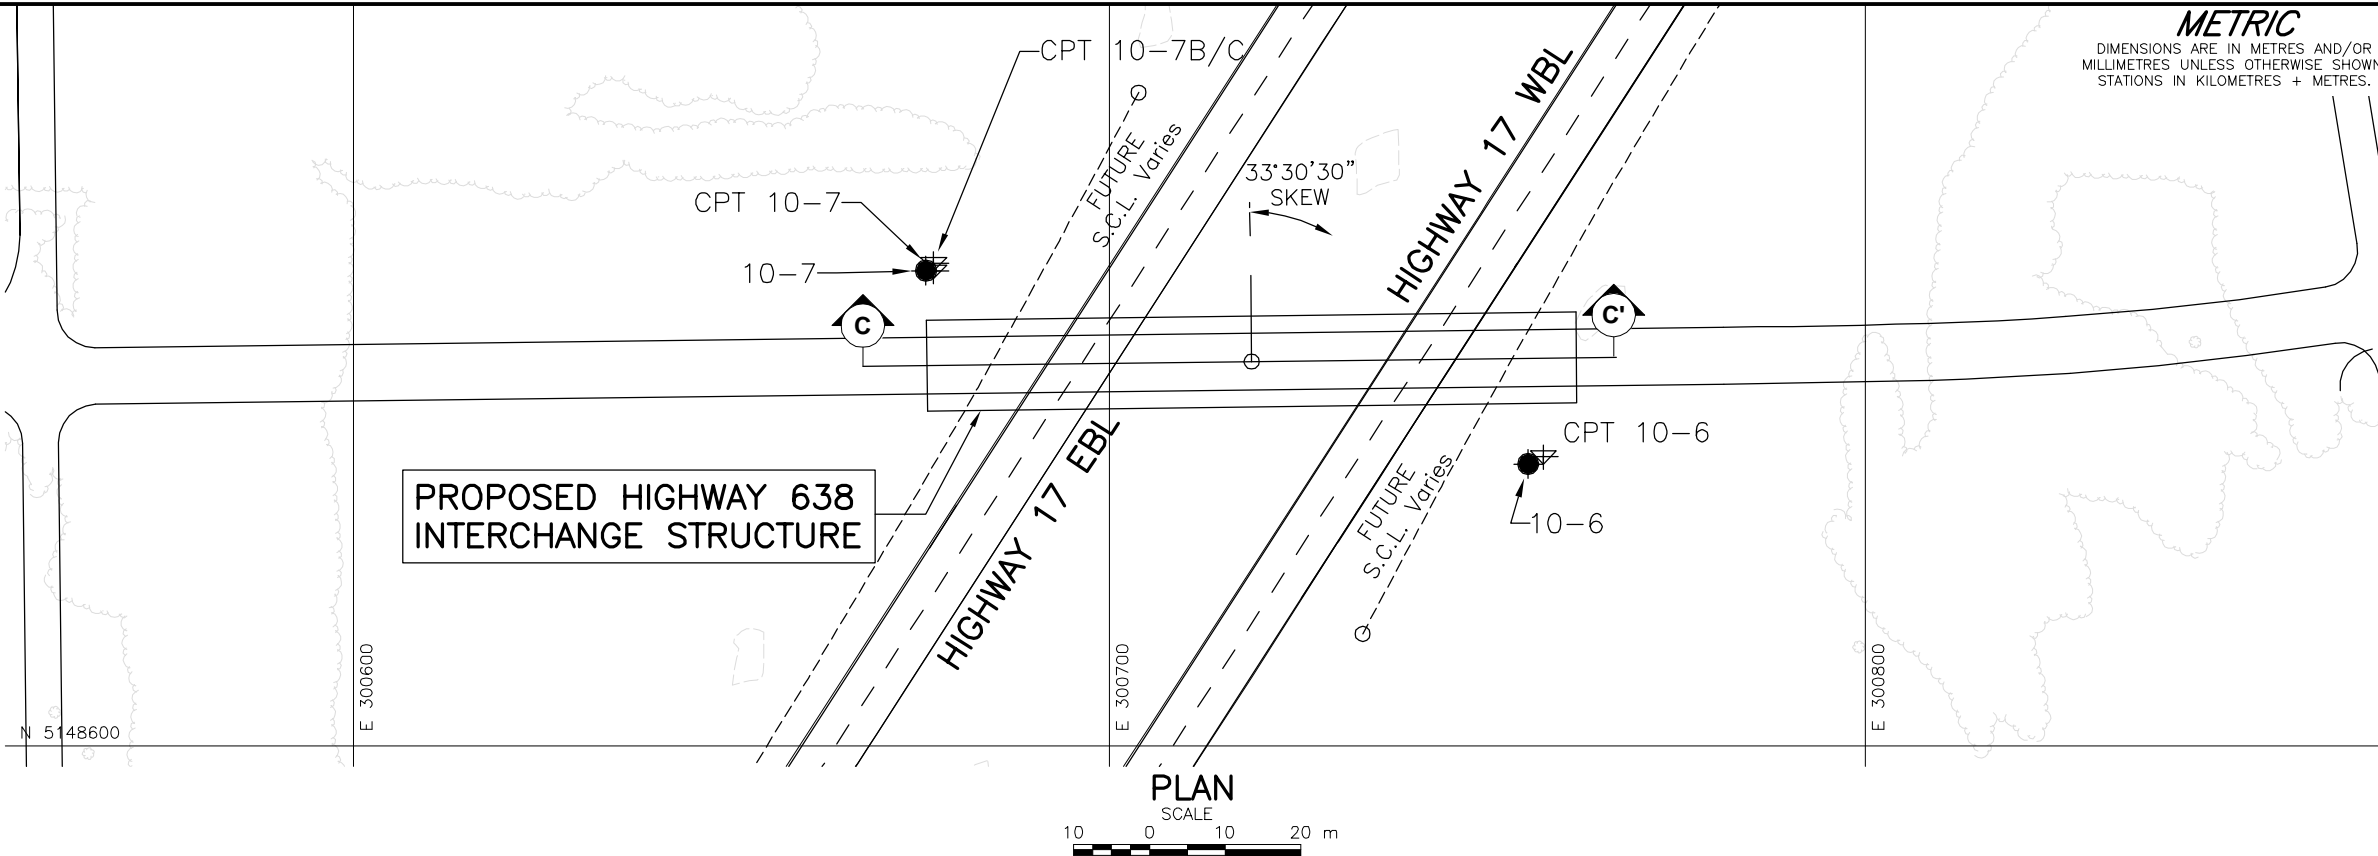 METRIC
DIMENSIONS ARE IN METRES AND/OR
MILLIMETRES UNLESS OTHERWISE SHOWN
STATIONS IN KILOMETRES + METRES.
CPT 10-7B/C
CPT 10-7
10-7
FUTURE
S.C.L. Varies
33°30'30"
SKEW
HIGHWAY 17 WBL
C
C'
CPT 10-6
10-6
FUTURE
S.C.L. Varies
HIGHWAY 17 EBL
PROPOSED HIGHWAY 638
INTERCHANGE STRUCTURE
E 300600
E 300700
E 300800
N 5148600
PLAN
SCALE
10 0 10 20 m